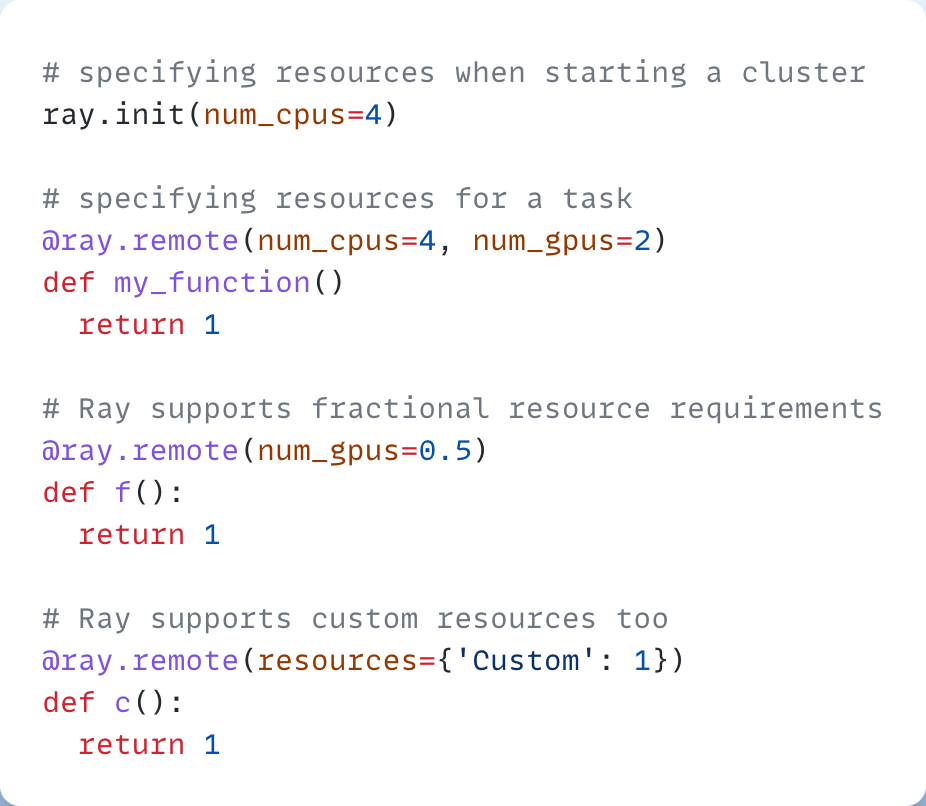 # specifying resources when starting a cluster
ray.init(num_cpus=4)

# specifying resources for a task
@ray.remote(num_cpus=4, num_gpus=2)
def my_function()
  return 1

# Ray supports fractional resource requirements
@ray.remote(num_gpus=0.5)
def f():
  return 1

# Ray supports custom resources too
@ray.remote(resources={'Custom': 1})
def c():
  return 1